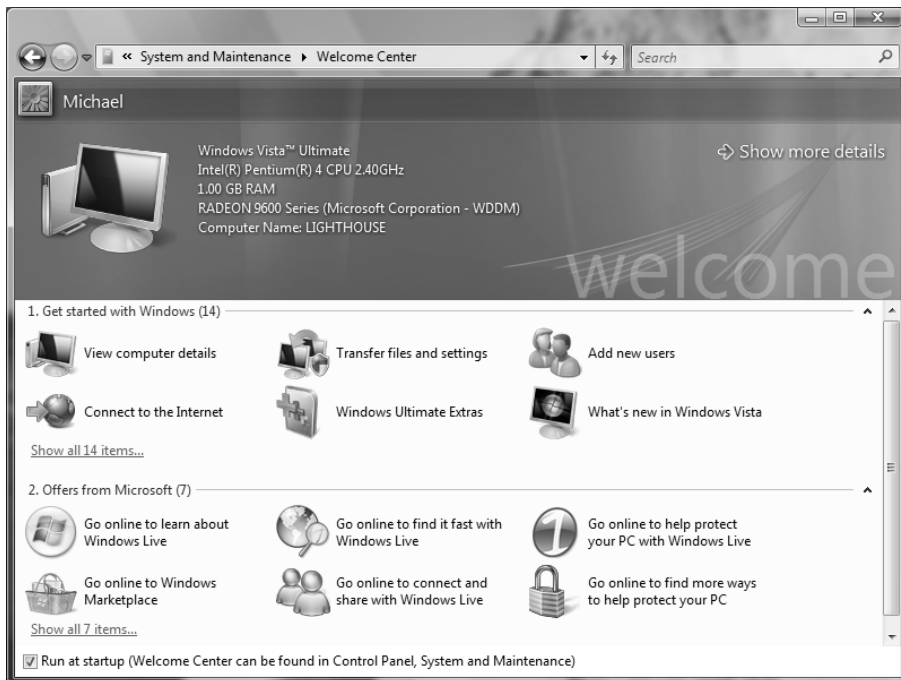 « System and Maintenance ▸ Welcome Center
Search
Michael
Windows Vista™ Ultimate
Intel(R) Pentium(R) 4 CPU 2.40GHz
1.00 GB RAM
RADEON 9600 Series (Microsoft Corporation - WDDM)
Computer Name: LIGHTHOUSE
Show more details
welcome
1. Get started with Windows (14)
View computer details
Transfer files and settings
Add new users
Connect to the Internet
Windows Ultimate Extras
What's new in Windows Vista
Show all 14 items...
2. Offers from Microsoft (7)
Go online to learn about
Windows Live
Go online to find it fast with
Windows Live
Go online to help protect
your PC with Windows Live
Go online to Windows
Marketplace
Go online to connect and
share with Windows Live
Go online to find more ways
to help protect your PC
Show all 7 items...
Run at startup (Welcome Center can be found in Control Panel, System and Maintenance)